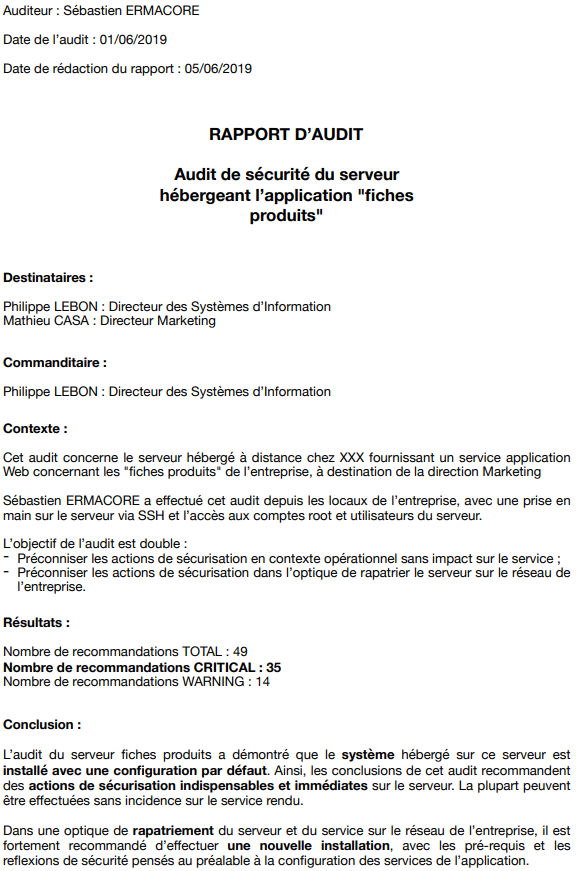 Auditeur : Sébastien ERMACORE
Date de l'audit : 01/06/2019
Date de rédaction du rapport : 05/06/2019
RAPPORT D'AUDIT
Audit de sécurité du serveur
hébergeant l'application "fiches
produits"
Destinataires :
Philippe LEBON : Directeur des Systèmes d'Information
Mathieu CASA : Directeur Marketing
Commanditaire :
Philippe LEBON : Directeur des Systèmes d'Information
Contexte :
Cet audit concerne le serveur hébergé à distance chez XXX fournissant un service application
Web concernant les "fiches produits" de l'entreprise, à destination de la direction Marketing
Sébastien ERMACORE a effectué cet audit depuis les locaux de l'entreprise, avec une prise en
main sur le serveur via SSH et l'accès aux comptes root et utilisateurs du serveur.
L'objectif de l'audit est double :
- Préconniser les actions de sécurisation en contexte opérationnel sans impact sur le service ;
- Préconniser les actions de sécurisation dans l'optique de rapatrier le serveur sur le réseau de
l'entreprise.
Résultats :
Nombre de recommandations TOTAL : 49
Nombre de recommandations CRITICAL : 35
Nombre de recommandations WARNING : 14
Conclusion :
L'audit du serveur fiches produits a démontré que le système hébergé sur ce serveur est
installé avec une configuration par défaut. Ainsi, les conclusions de cet audit recommandent
des actions de sécurisation indispensables et immédiates sur le serveur. La plupart peuvent
être effectuées sans incidence sur le service rendu.
Dans une optique de rapatriement du serveur et du service sur le réseau de l'entreprise, il est
fortement recommandé d'effectuer une nouvelle installation, avec les pré-requis et les
reflexions de sécurité pensés au préalable à la configuration des services de l'application.